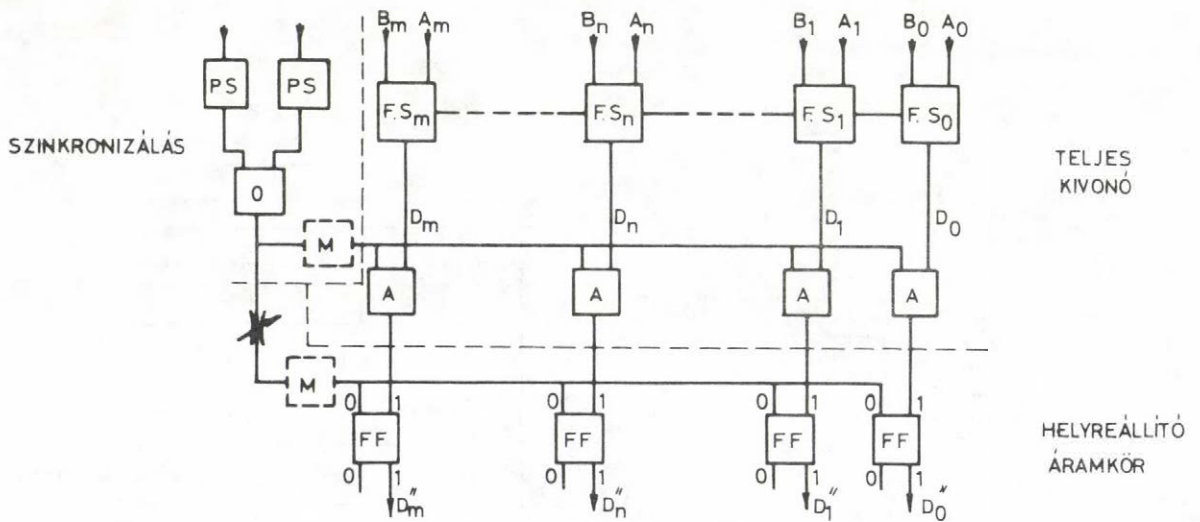 Bm Am Bn An B1 A1 B0 A0
PS PS
F.Sm F.Sn F.S1 F.S0
SZINKRONIZÁLÁS
TELJES
KIVONÓ
O
Dm Dn D1 D0
M
A A A A
M
0 1 0 1 0 1 0 1
FF FF FF FF
HELYREÁLLÍTÓ
ÁRAMKÖR
0 1 0 1 0 1 0 1
D"m D"n D"1 D"0